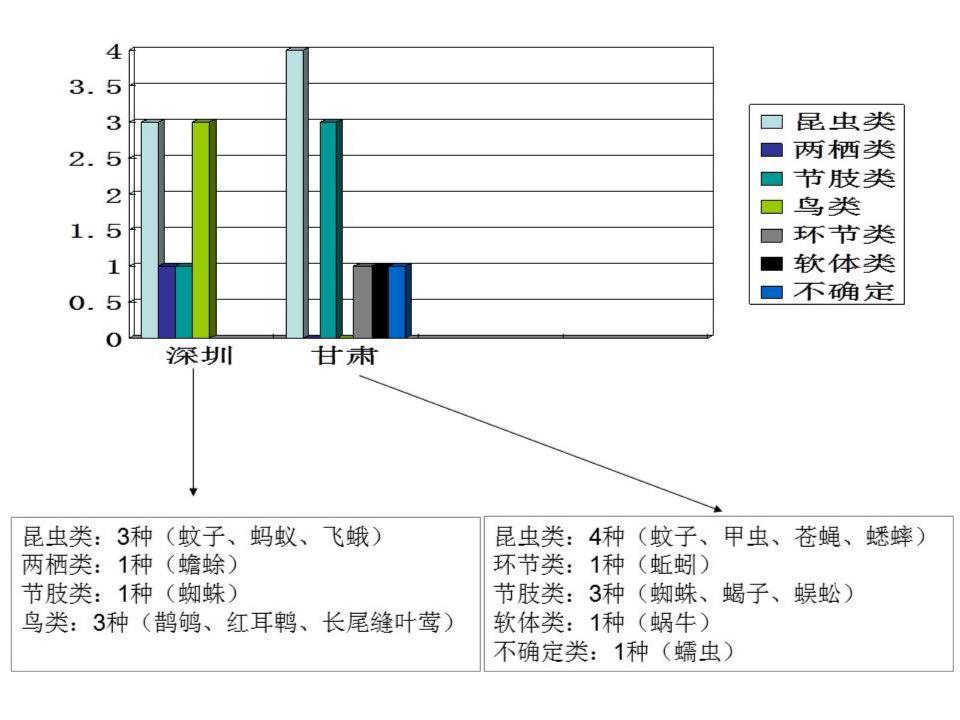 4
3.5
3
2.5
2
1.5
1
0.5
0
深圳
甘肃
昆虫类
两栖类
节肢类
鸟类
环节类
软体类
不确定
昆虫类：3种（蚊子、蚂蚁、飞蛾）
两栖类：1种（蟾蜍）
节肢类：1种（蜘蛛）
鸟类：3种（鹊鸲、红耳鹎、长尾缝叶莺）
昆虫类：4种（蚊子、甲虫、苍蝇、蟋蟀）
环节类：1种（蚯蚓）
节肢类：3种（蜘蛛、蝎子、蜈蚣）
软体类：1种（蜗牛）
不确定类：1种（蠕虫）